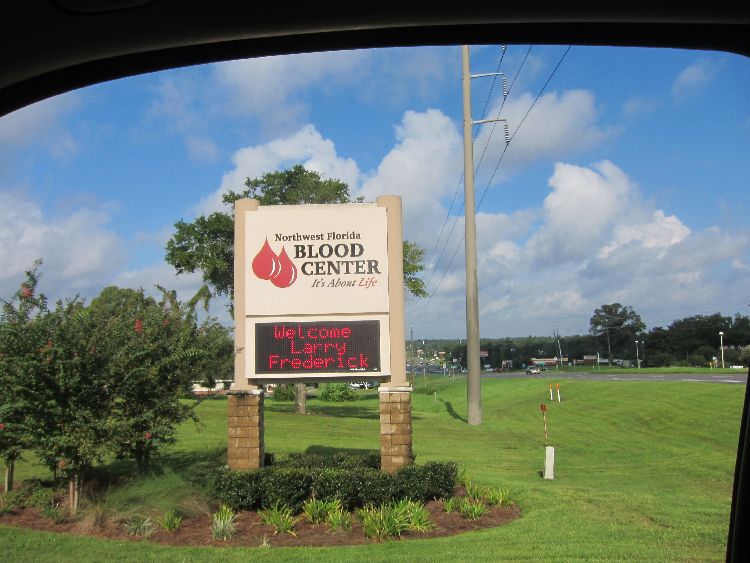 Northwest Florida
BLOOD
CENTER
It's About Life
Welcome
Larry
Frederick